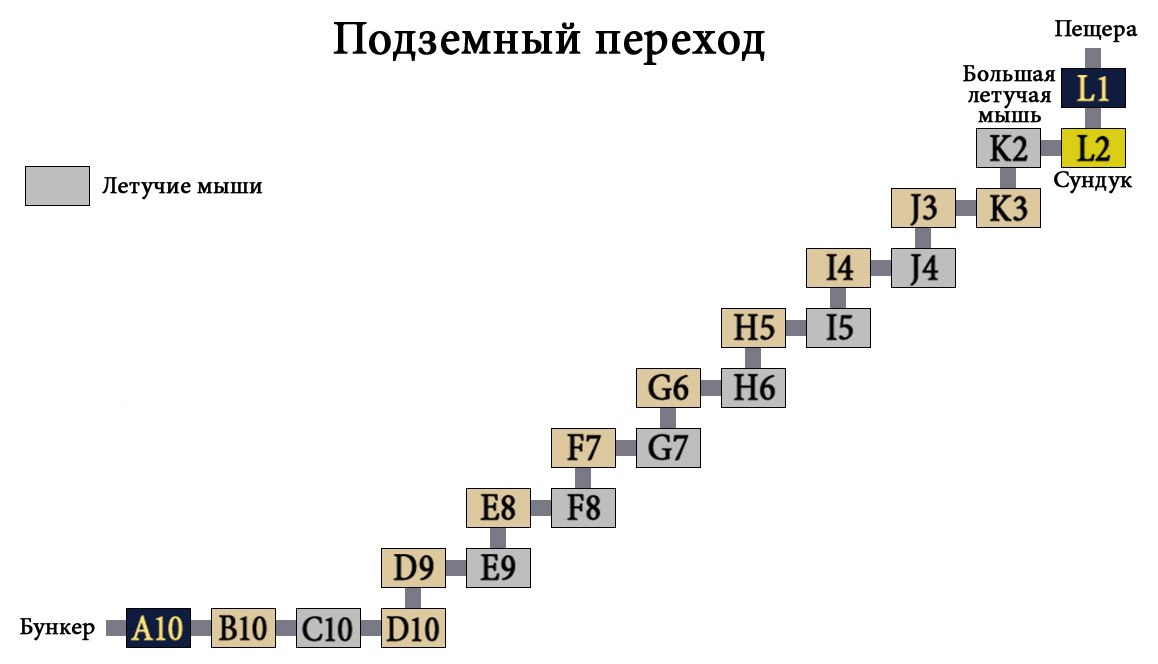 Подземный переход
Пещера
Большая
летучая
мышь
L1
K2
L2
Сундук
Летучие мыши
J3
K3
I4
J4
H5
I5
G6
H6
F7
G7
E8
F8
D9
E9
Бункер
A10
B10
C10
D10